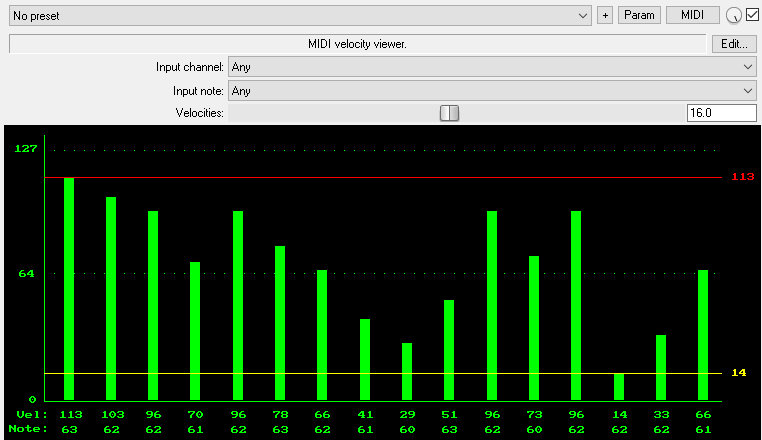 No preset + Param MIDI
MIDI velocity viewer. Edit...
Input channel: Any
Input note: Any
Velocities: 16.0
127
113
64
14
0
Vel: 113 103 96 70 96 78 66 41 29 51 96 73 96 14 33 66
Note: 63 62 62 61 62 63 62 61 60 63 62 60 62 62 62 61